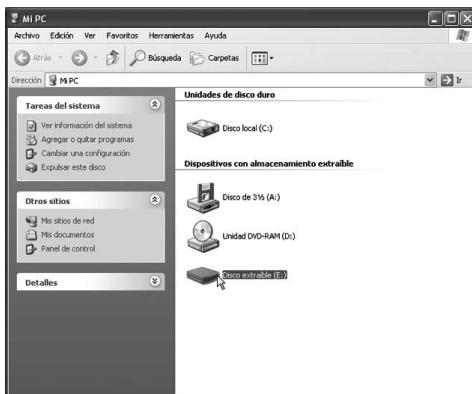 Mi PC
Archivo Edición Ver Favoritos Herramientas Ayuda
Atrás Búsqueda Carpetas
Dirección Mi PC Ir
Tareas del sistema
Ver información del sistema
Agregar o quitar programas
Cambiar una configuración
Expulsar este disco
Otros sitios
Mis sitios de red
Mis documentos
Panel de control
Detalles
Unidades de disco duro
Disco local (C:)
Dispositivos con almacenamiento extraíble
Disco de 3½ (A:)
Unidad DVD-RAM (D:)
Disco extraíble (E:)